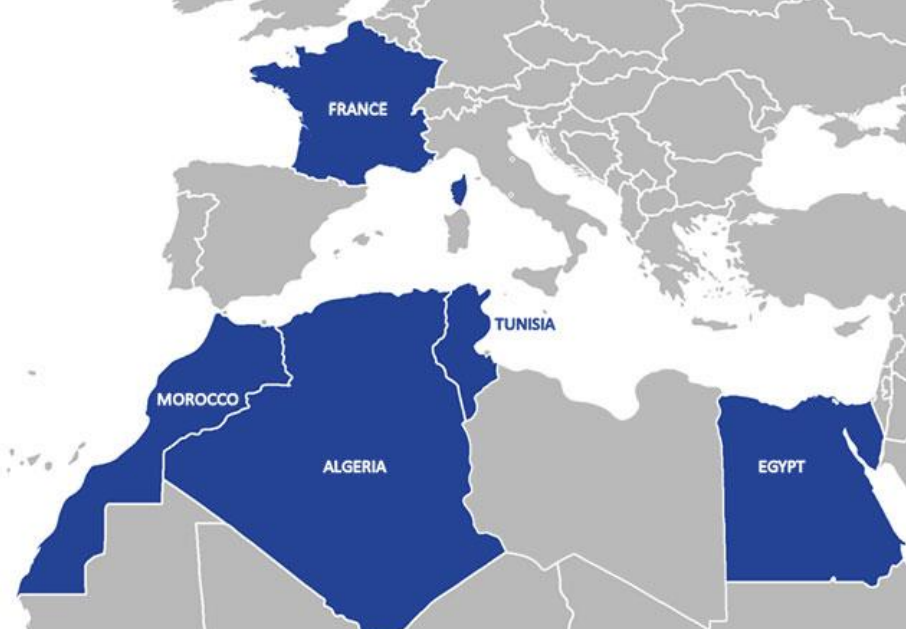 FRANCE
TUNISIA
MOROCCO
ALGERIA
EGYPT